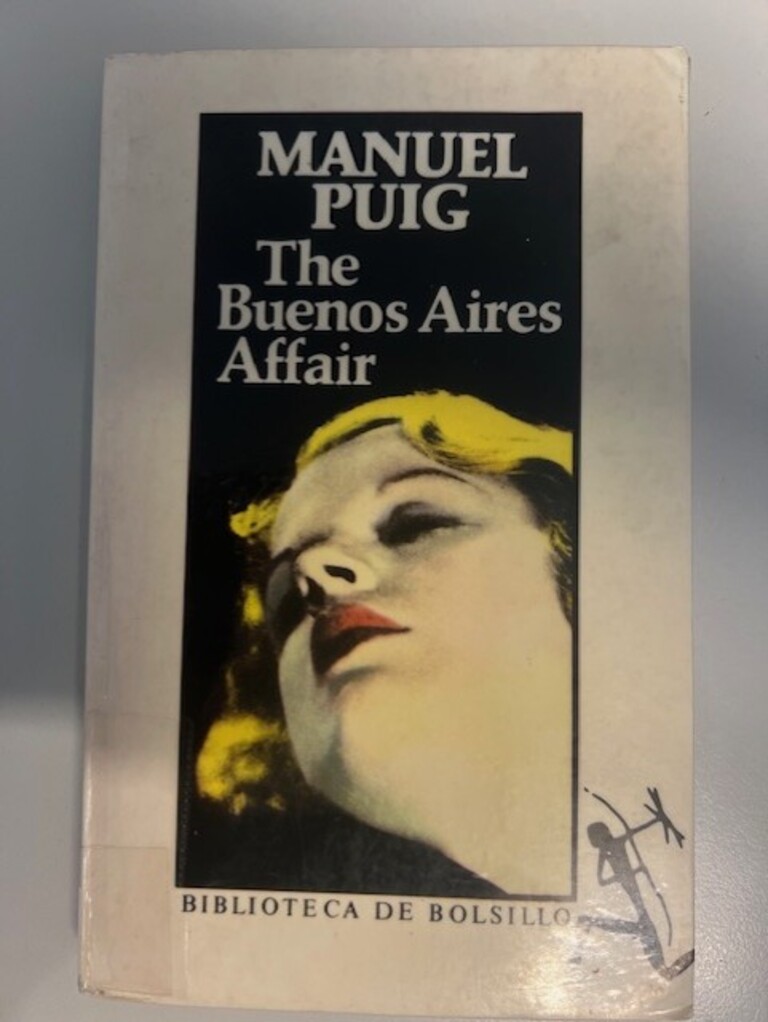 MANUEL
PUIG
The
Buenos Aires
Affair
BIBLIOTECA DE BOLSILLO